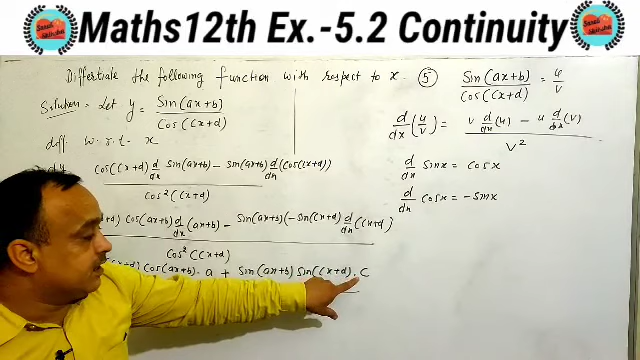 Maths12th Ex.-5.2 Continuity
Differtiate the following function with respect to x. (5) Sin(ax+b)/Cos(cx+d) = u/v
Solution = Let y = Sin(ax+b)/Cos(cx+d)
diff. w.r.t. x
d/dx(u/v) = (v d/dx(u) - u d/dx(v))/v²
dy (cos(cx+d) d/dx sin(ax+b) - sin(ax+b) d/dx(cos(cx+d)))/cos²(cx+d)
d/dx sinx = cosx
d/dx cosx = -sinx
+d) cos(ax+b) d/dx(ax+b) - sin(ax+b)(-sin(cx+d) d/dx(cx+d)
cos²(cx+d)
x+d) cos(ax+b)·a + sin(ax+b) sin(cx+d).c